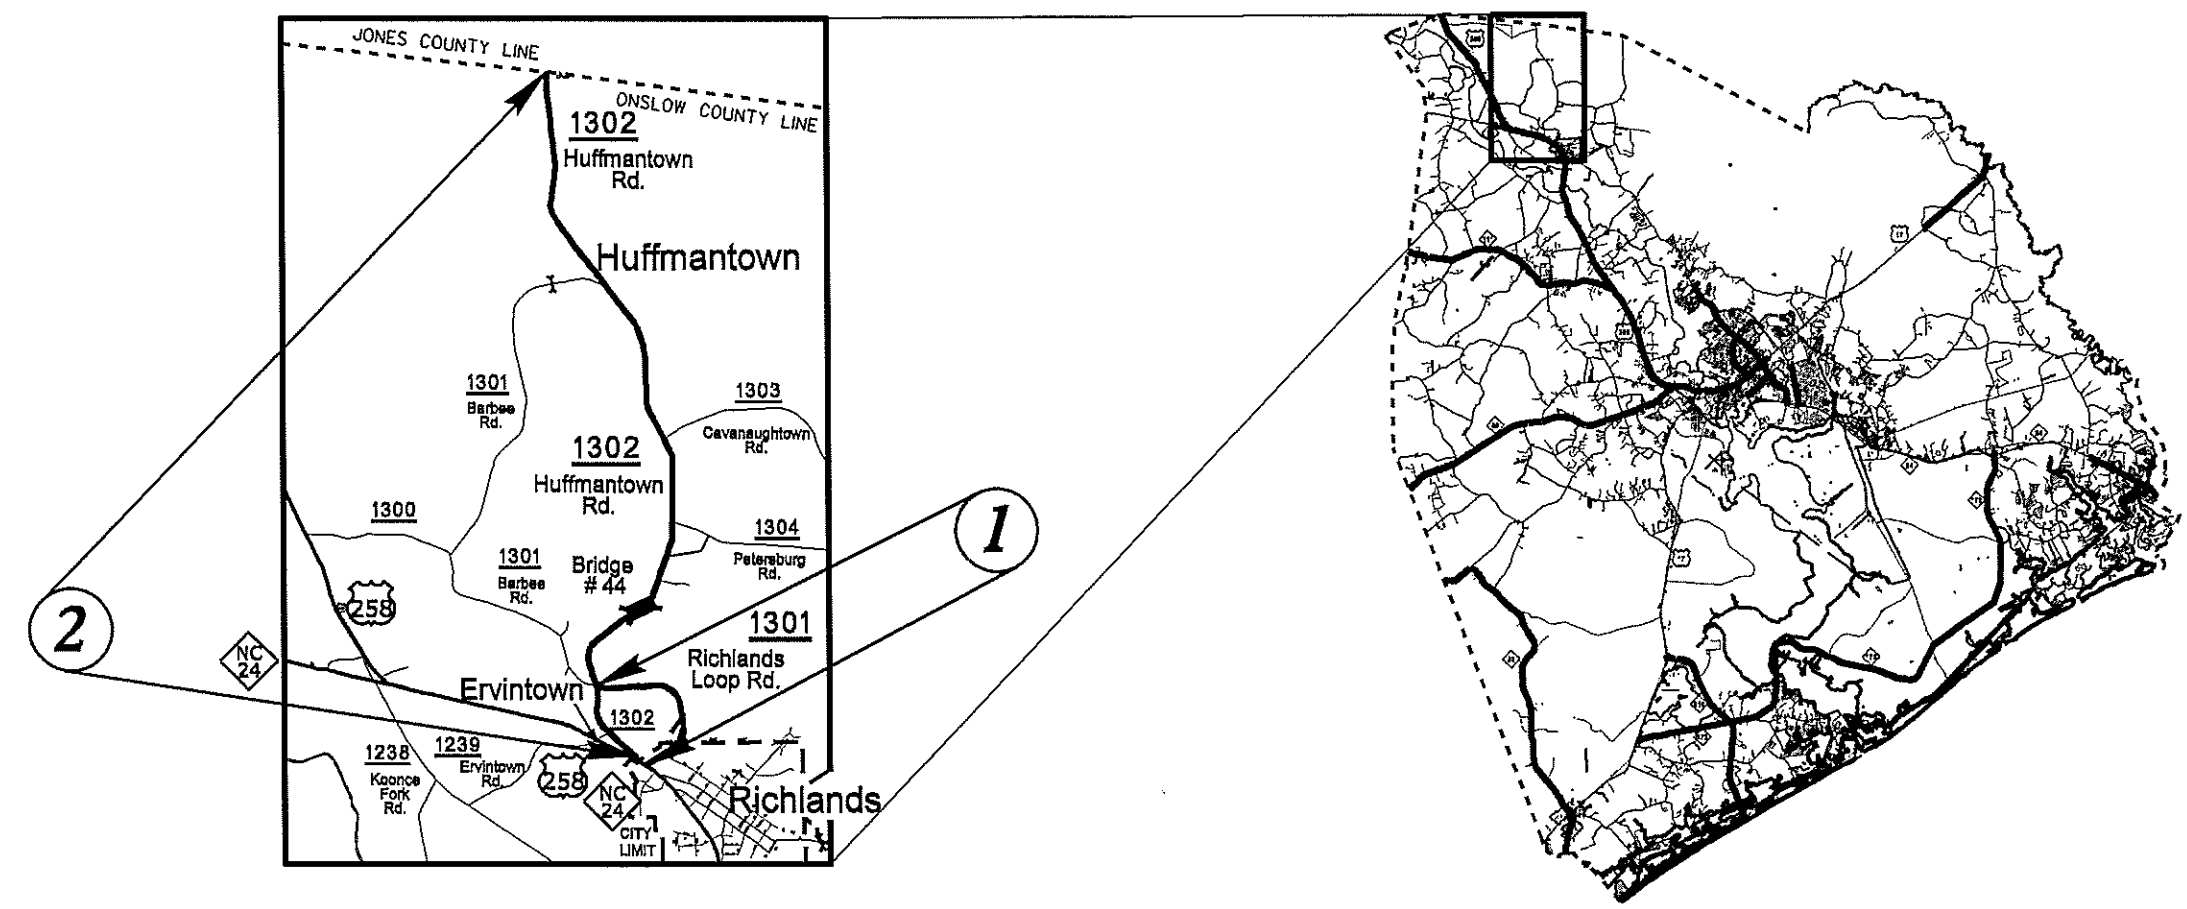 JONES COUNTY LINE
ONSLOW COUNTY LINE
1302
Huffmantown
Rd.
Huffmantown
1301
Barbee
Rd.
1303
Cavanaughtown
Rd.
1302
Huffmantown
Rd.
1300
1301
Barbee
Rd.
Bridge
# 44
1304
Petersburg
Rd.
1
258
2
NC
24
1301
Richlands
Loop Rd.
Ervintown
1302
1238
Koonce
Fork
Rd.
1239
Ervintown
Rd.
258
NC
24
Richlands
CITY
LIMIT